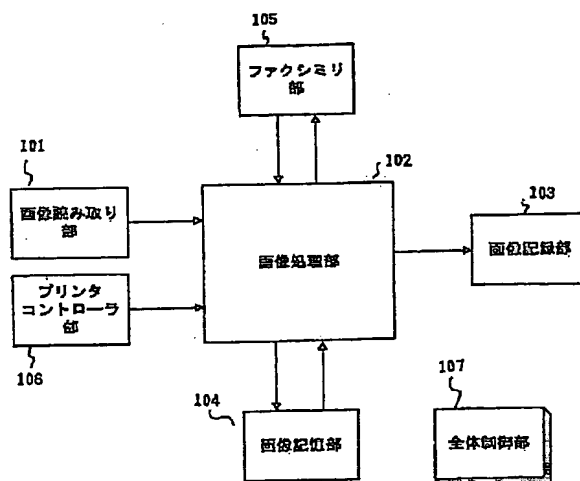 105
ファクシミリ
部
101
画像読み取り
部
102
画像処理部
103
画像記録部
プリンタ
コントローラ
部
106
104
画像記憶部
107
全体制御部